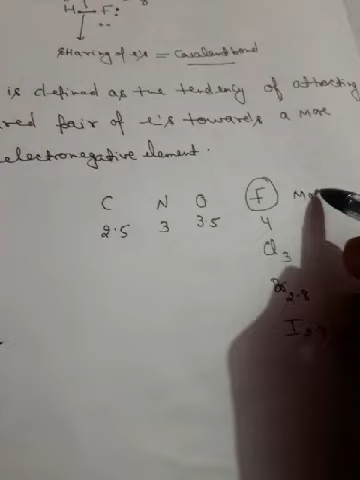 H—F:
Sharing of e's = Covalent bond
is defined as the tendency of attracting
ared pair of e's towards a more
electronegative element.
C N O F
2.5 3 3.5 4
Cl 3
Br 2.8
I